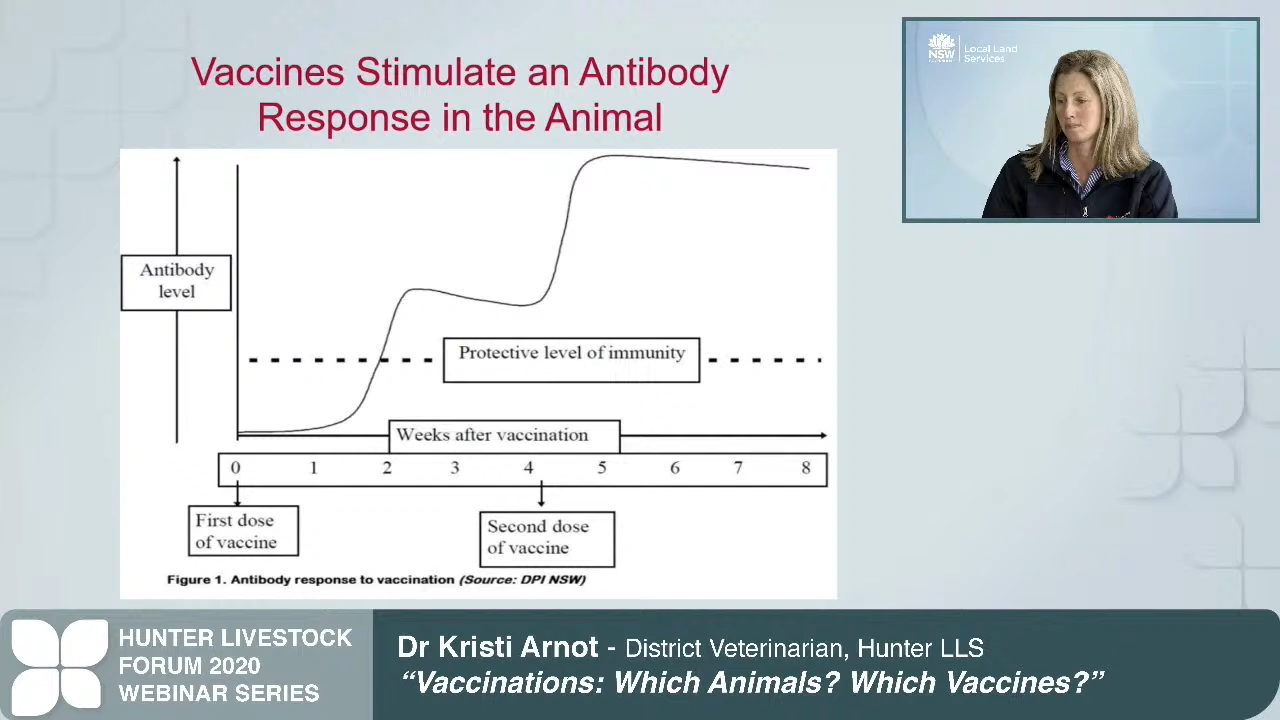 Vaccines Stimulate an Antibody
Response in the Animal
NSW
Local Land
Services
Antibody
level
Protective level of immunity
Weeks after vaccination
0 1 2 3 4 5 6 7 8
First dose
of vaccine
Second dose
of vaccine
Figure 1. Antibody response to vaccination (Source: DPI NSW)
HUNTER LIVESTOCK
FORUM 2020
WEBINAR SERIES
Dr Kristi Arnot - District Veterinarian, Hunter LLS
“Vaccinations: Which Animals? Which Vaccines?”